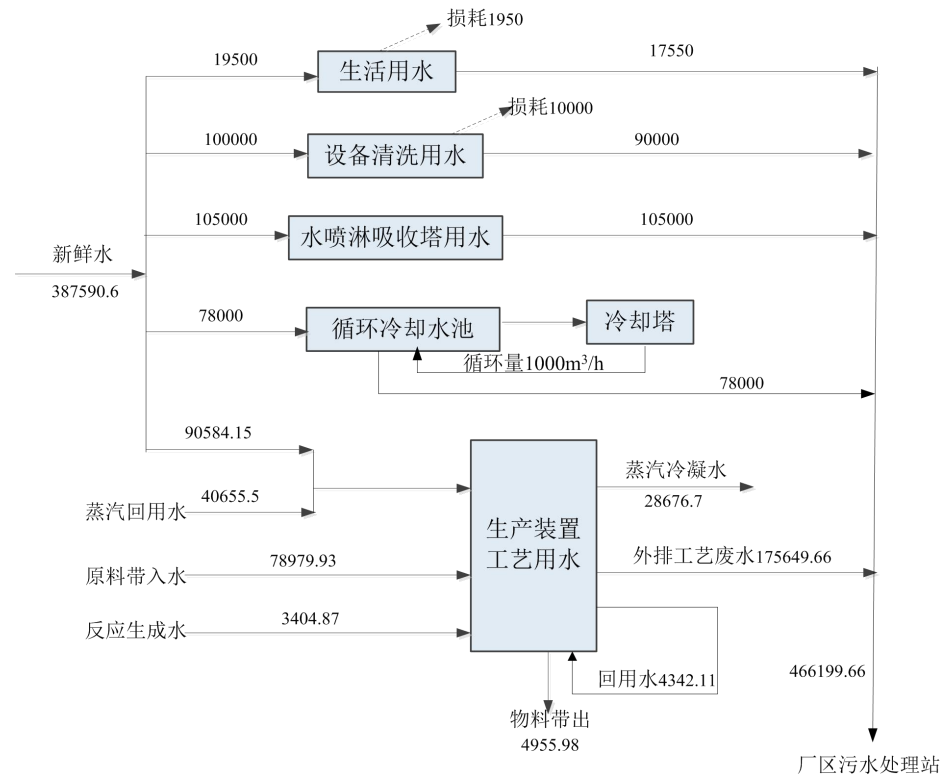 损耗1950
19500
生活用水
17550
损耗10000
100000
设备清洗用水
90000
105000
水喷淋吸收塔用水
105000
新鲜水
387590.6
78000
循环冷却水池
冷却塔
循环量1000m³/h
78000
90584.15
蒸汽回用水
40655.5
生产装置
工艺用水
蒸汽冷凝水
28676.7
原料带入水
78979.93
外排工艺废水175649.66
反应生成水
3404.87
回用水4342.11
466199.66
物料带出
4955.98
厂区污水处理站